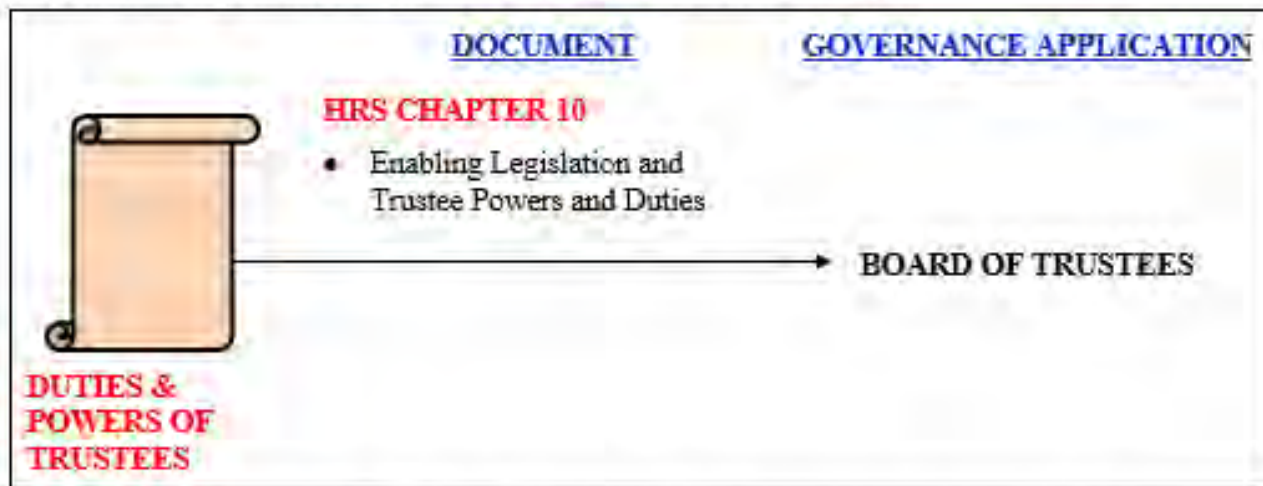 DOCUMENT
GOVERNANCE APPLICATION
HRS CHAPTER 10
• Enabling Legislation and
Trustee Powers and Duties
BOARD OF TRUSTEES
DUTIES &
POWERS OF
TRUSTEES